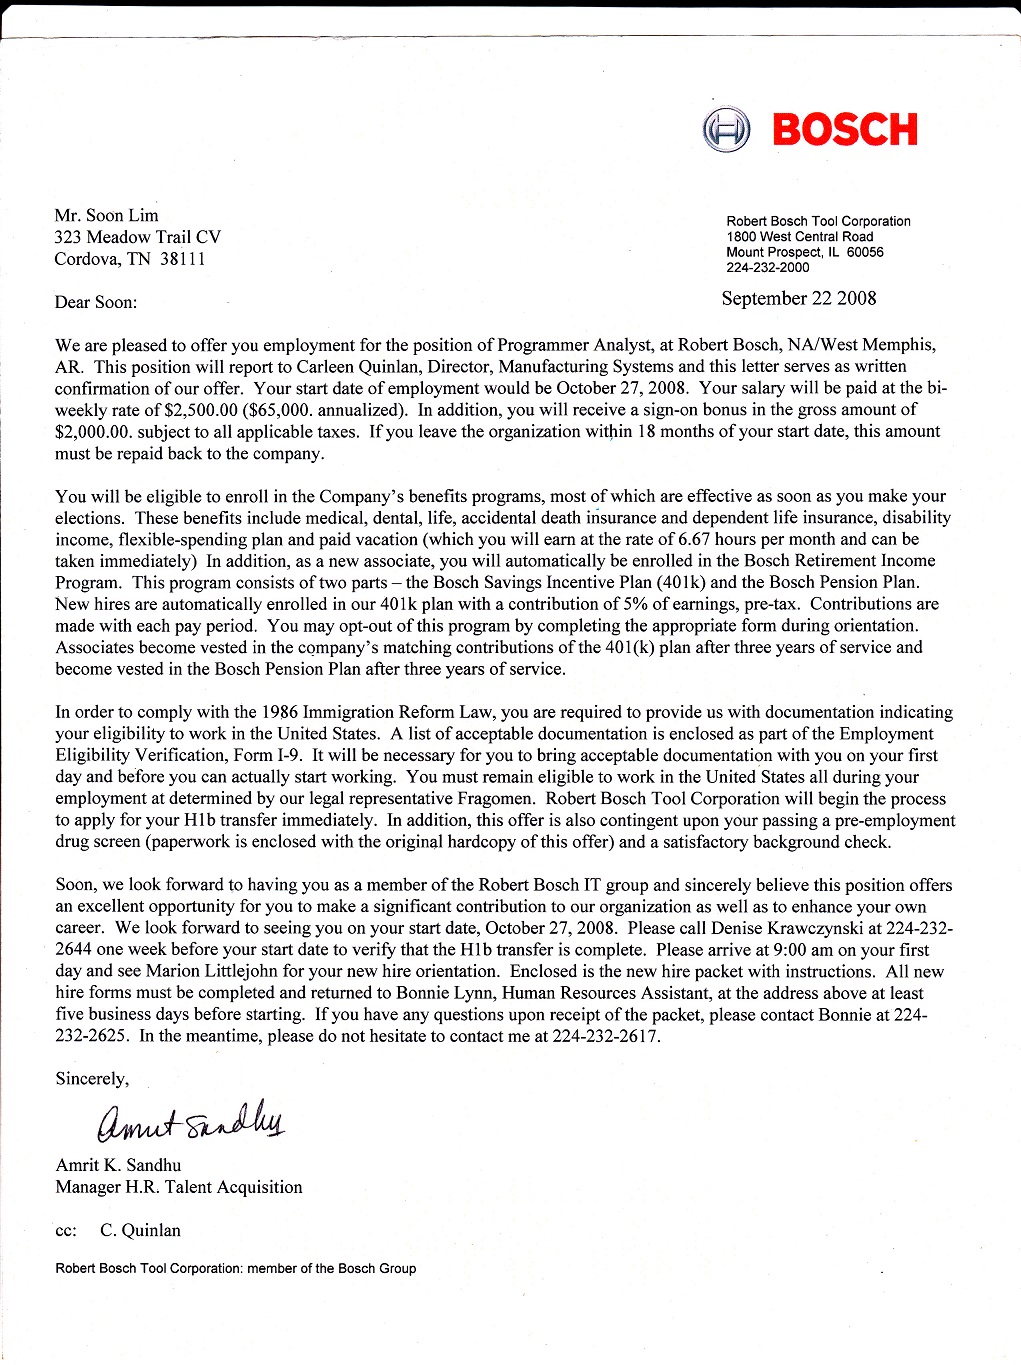 BOSCH
Mr. Soon Lim
323 Meadow Trail CV
Cordova, TN  38111
Robert Bosch Tool Corporation
1800 West Central Road
Mount Prospect, IL  60056
224-232-2000
Dear Soon:
September 22 2008
We are pleased to offer you employment for the position of Programmer Analyst, at Robert Bosch, NA/West Memphis,
AR.  This position will report to Carleen Quinlan, Director, Manufacturing Systems and this letter serves as written
confirmation of our offer.  Your start date of employment would be October 27, 2008.  Your salary will be paid at the bi-
weekly rate of $2,500.00 ($65,000. annualized).  In addition, you will receive a sign-on bonus in the gross amount of
$2,000.00. subject to all applicable taxes.  If you leave the organization within 18 months of your start date, this amount
must be repaid back to the company.
You will be eligible to enroll in the Company's benefits programs, most of which are effective as soon as you make your
elections.  These benefits include medical, dental, life, accidental death insurance and dependent life insurance, disability
income, flexible-spending plan and paid vacation (which you will earn at the rate of 6.67 hours per month and can be
taken immediately)  In addition, as a new associate, you will automatically be enrolled in the Bosch Retirement Income
Program.  This program consists of two parts – the Bosch Savings Incentive Plan (401k) and the Bosch Pension Plan.
New hires are automatically enrolled in our 401k plan with a contribution of 5% of earnings, pre-tax.  Contributions are
made with each pay period.  You may opt-out of this program by completing the appropriate form during orientation.
Associates become vested in the company's matching contributions of the 401(k) plan after three years of service and
become vested in the Bosch Pension Plan after three years of service.
In order to comply with the 1986 Immigration Reform Law, you are required to provide us with documentation indicating
your eligibility to work in the United States.  A list of acceptable documentation is enclosed as part of the Employment
Eligibility Verification, Form I-9.  It will be necessary for you to bring acceptable documentation with you on your first
day and before you can actually start working.  You must remain eligible to work in the United States all during your
employment at determined by our legal representative Fragomen.  Robert Bosch Tool Corporation will begin the process
to apply for your H1b transfer immediately.  In addition, this offer is also contingent upon your passing a pre-employment
drug screen (paperwork is enclosed with the original hardcopy of this offer) and a satisfactory background check.
Soon, we look forward to having you as a member of the Robert Bosch IT group and sincerely believe this position offers
an excellent opportunity for you to make a significant contribution to our organization as well as to enhance your own
career.  We look forward to seeing you on your start date, October 27, 2008.  Please call Denise Krawczynski at 224-232-
2644 one week before your start date to verify that the H1b transfer is complete.  Please arrive at 9:00 am on your first
day and see Marion Littlejohn for your new hire orientation.  Enclosed is the new hire packet with instructions.  All new
hire forms must be completed and returned to Bonnie Lynn, Human Resources Assistant, at the address above at least
five business days before starting.  If you have any questions upon receipt of the packet, please contact Bonnie at 224-
232-2625.  In the meantime, please do not hesitate to contact me at 224-232-2617.
Sincerely,
Amrit Sandhu
Amrit K. Sandhu
Manager H.R. Talent Acquisition
cc:    C. Quinlan
Robert Bosch Tool Corporation: member of the Bosch Group